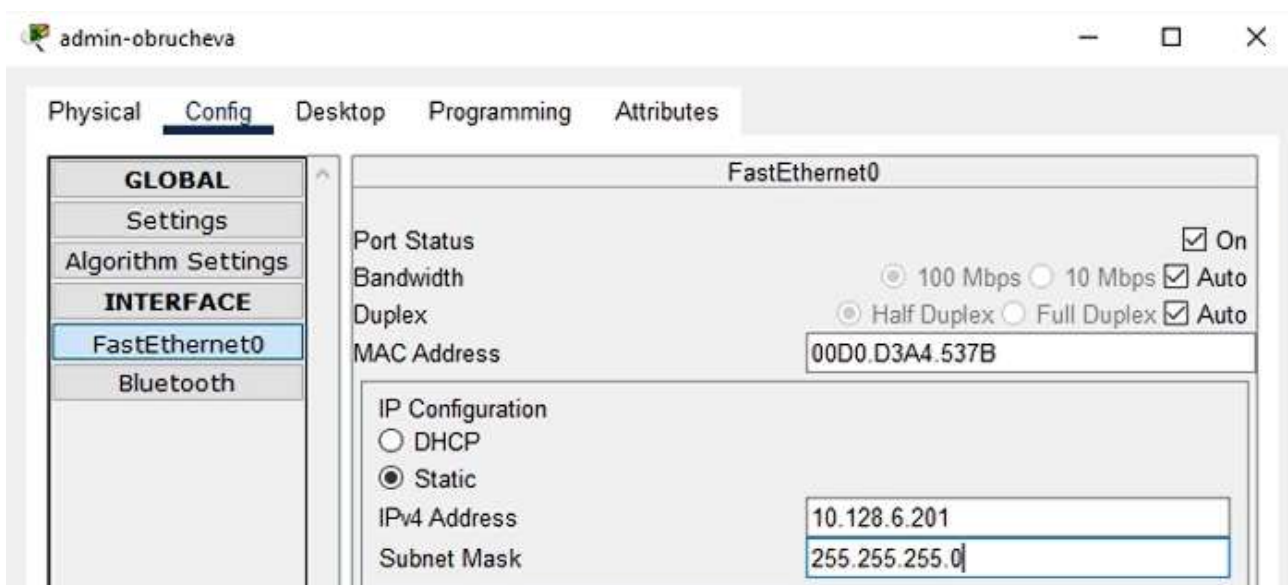 admin-obrucheva
Physical Config Desktop Programming Attributes
GLOBAL
Settings
Algorithm Settings
INTERFACE
FastEthernet0
Bluetooth
FastEthernet0
Port Status On
Bandwidth 100 Mbps 10 Mbps Auto
Duplex Half Duplex Full Duplex Auto
MAC Address 00D0.D3A4.537B
IP Configuration
DHCP
Static
IPv4 Address 10.128.6.201
Subnet Mask 255.255.255.0